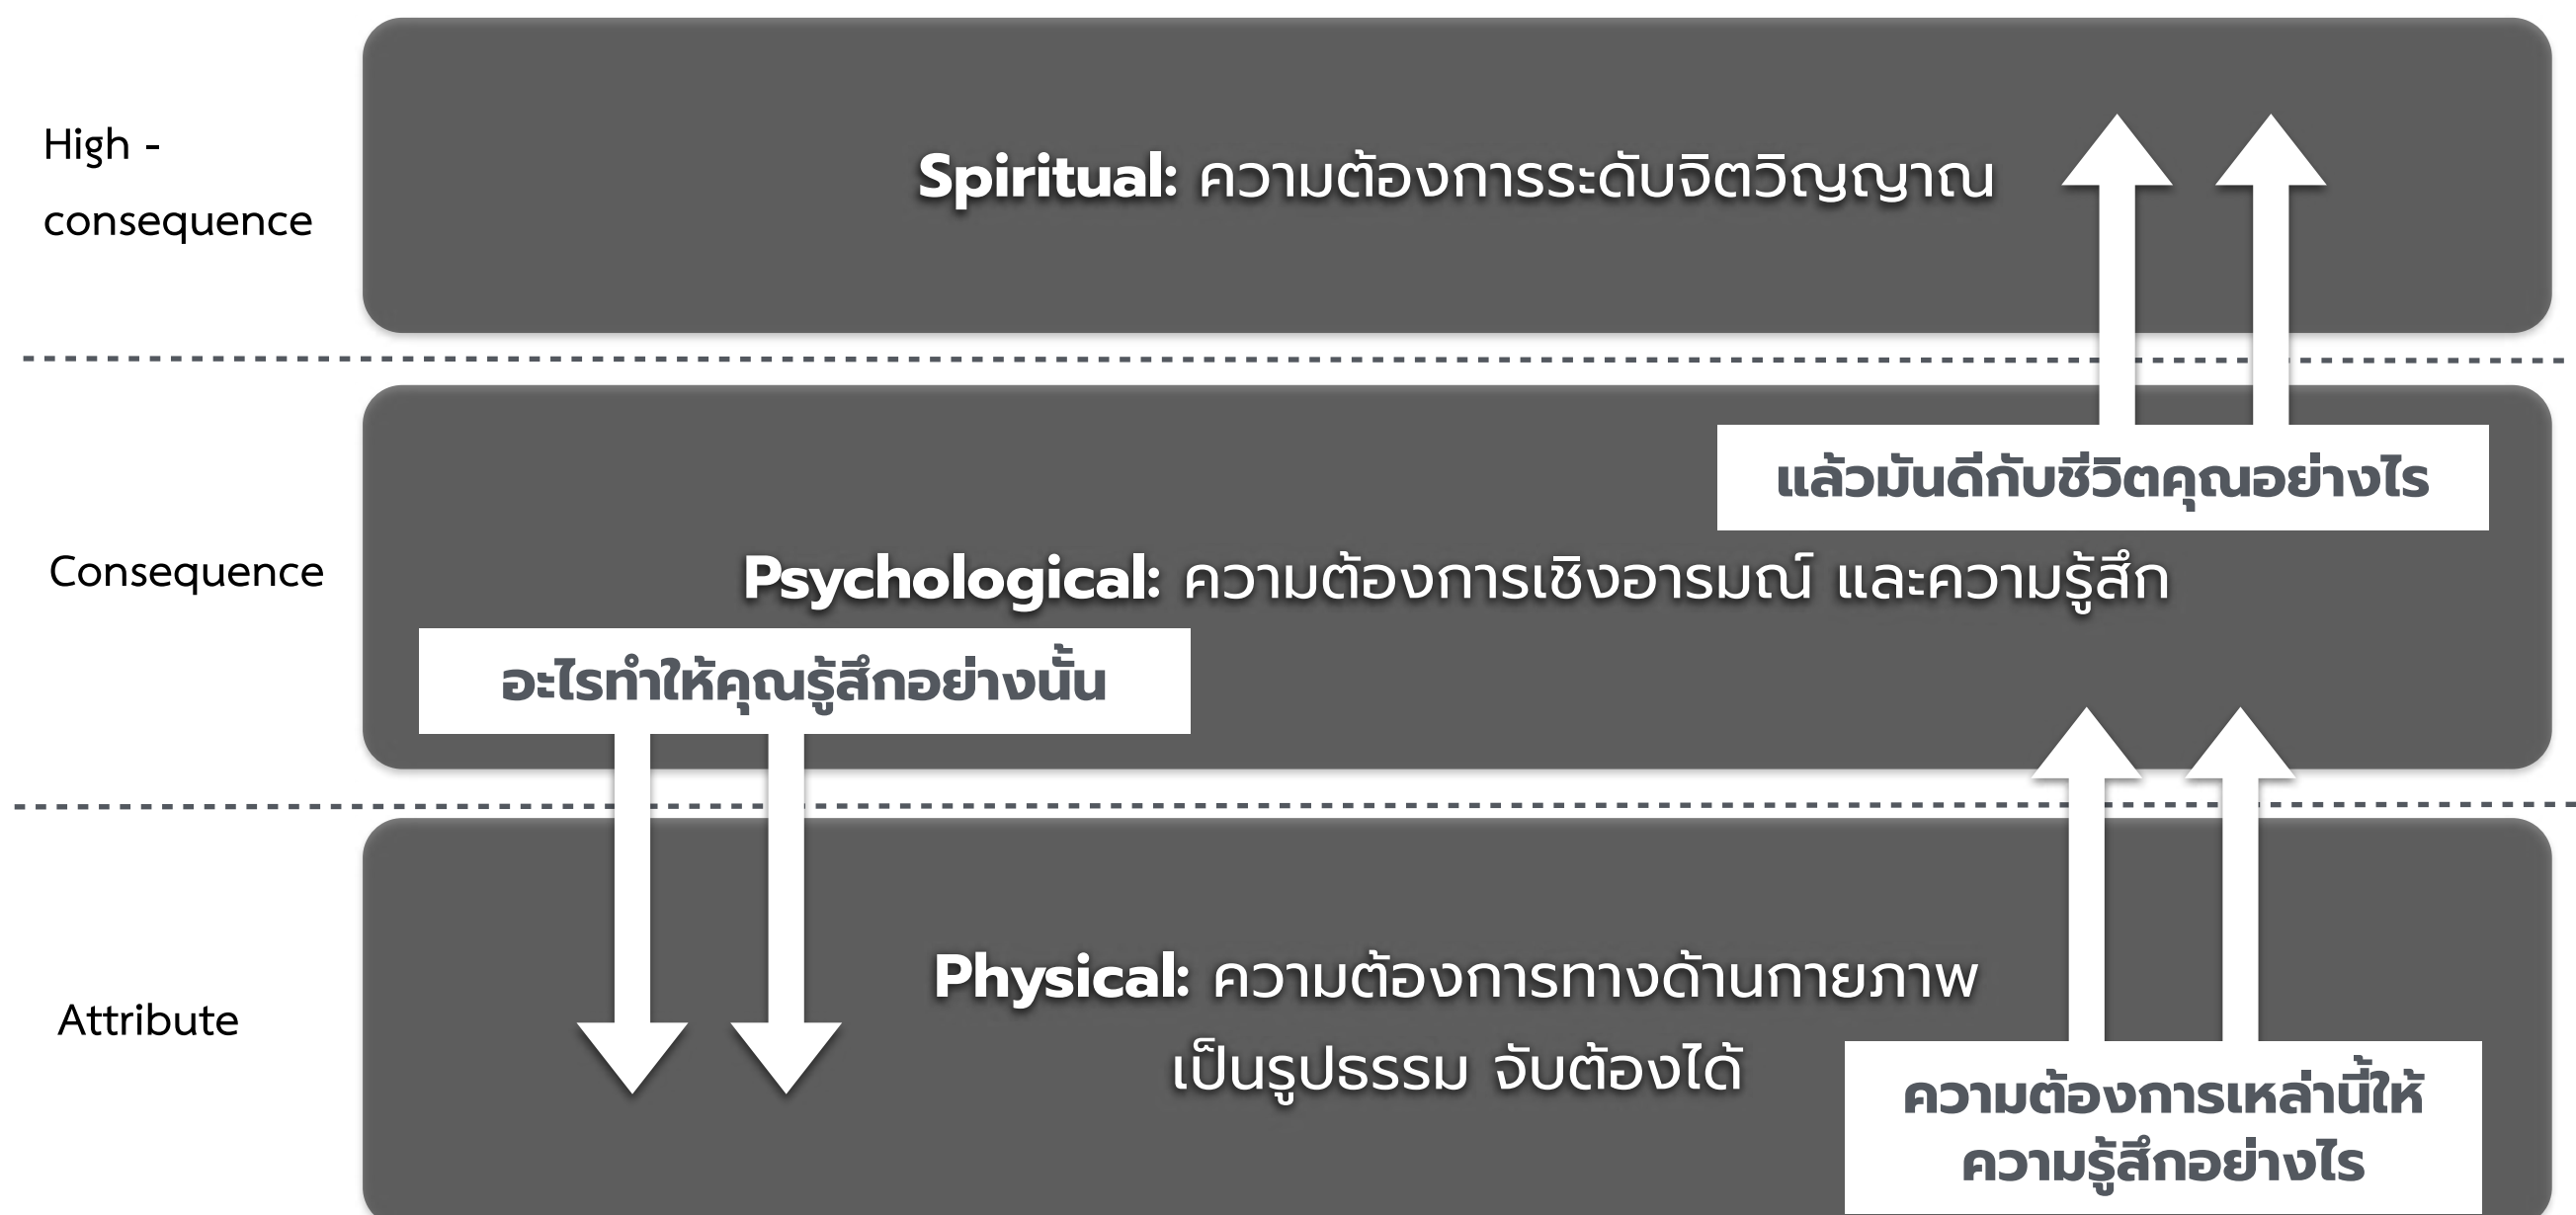 High -
consequence
Spiritual: ความต้องการระดับจิตวิญญาณ
แล้วมันดีกับชีวิตคุณอย่างไร
Consequence
Psychological: ความต้องการเชิงอารมณ์ และความรู้สึก
อะไรทำให้คุณรู้สึกอย่างนั้น
Attribute
Physical: ความต้องการทางด้านกายภาพ
เป็นรูปธรรม จับต้องได้
ความต้องการเหล่านี้ให้
ความรู้สึกอย่างไร